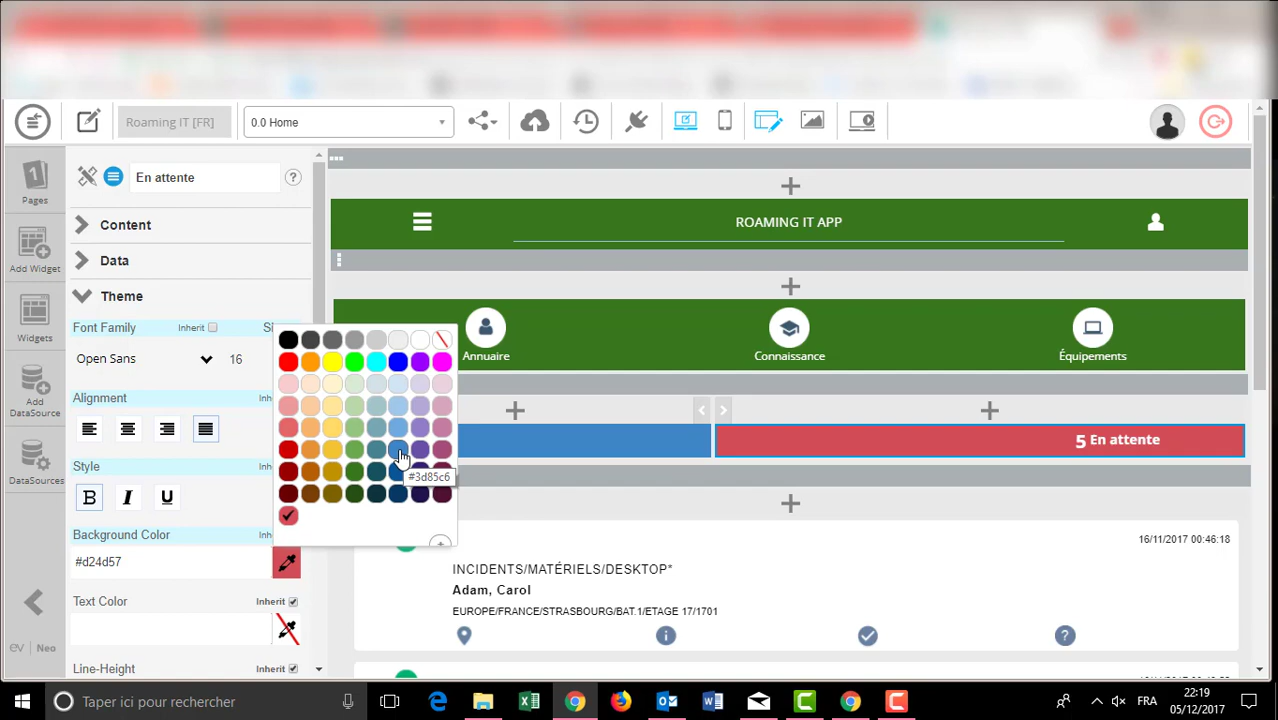 Roaming IT [FR]
0.0 Home
1
Pages
Add Widget
Widgets
Add
DataSource
DataSources
ev Neo
En attente
?
Content
Data
Theme
Font Family
Inherit
Open Sans
16
Alignment
Style
B I U
Background Color
#d24d57
Text Color
Inherit
Line-Height
Inherit
#3d85c6
ROAMING IT APP
Annuaire
Connaissance
Équipements
5 En attente
16/11/2017 00:46:18
INCIDENTS/MATÉRIELS/DESKTOP*
Adam, Carol
EUROPE/FRANCE/STRASBOURG/BAT.1/ETAGE 17/1701
Taper ici pour rechercher
FRA
22:19
05/12/2017